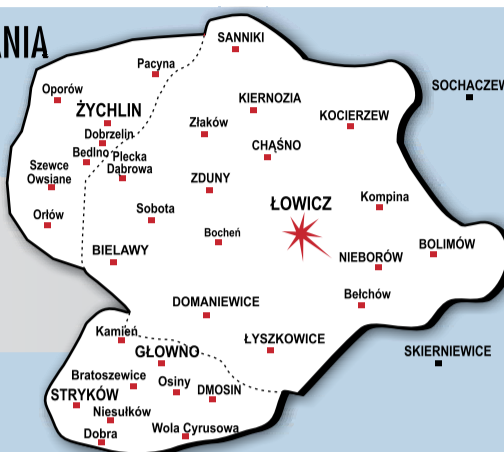 ANIA
SANNIKI
Pacyna
Oporów
SOCHACZEW
KIERNOZIA
ŻYCHLIN
KOCIERZEW
Złaków
Dobrzelin
CHĄŚNO
Bedlno
Plecka
Dąbrowa
Szewce
Owsiane
ZDUNY
Kompina
ŁOWICZ
Orłów
Sobota
Bocheń
BOLIMÓW
BIELAWY
NIEBORÓW
Bełchów
DOMANIEWICE
Kamień
ŁYSZKOWICE
GŁOWNO
SKIERNIEWICE
Bratoszewice
Osiny
DMOSIN
STRYKÓW
Niesułków
Dobra
Wola Cyrusowa